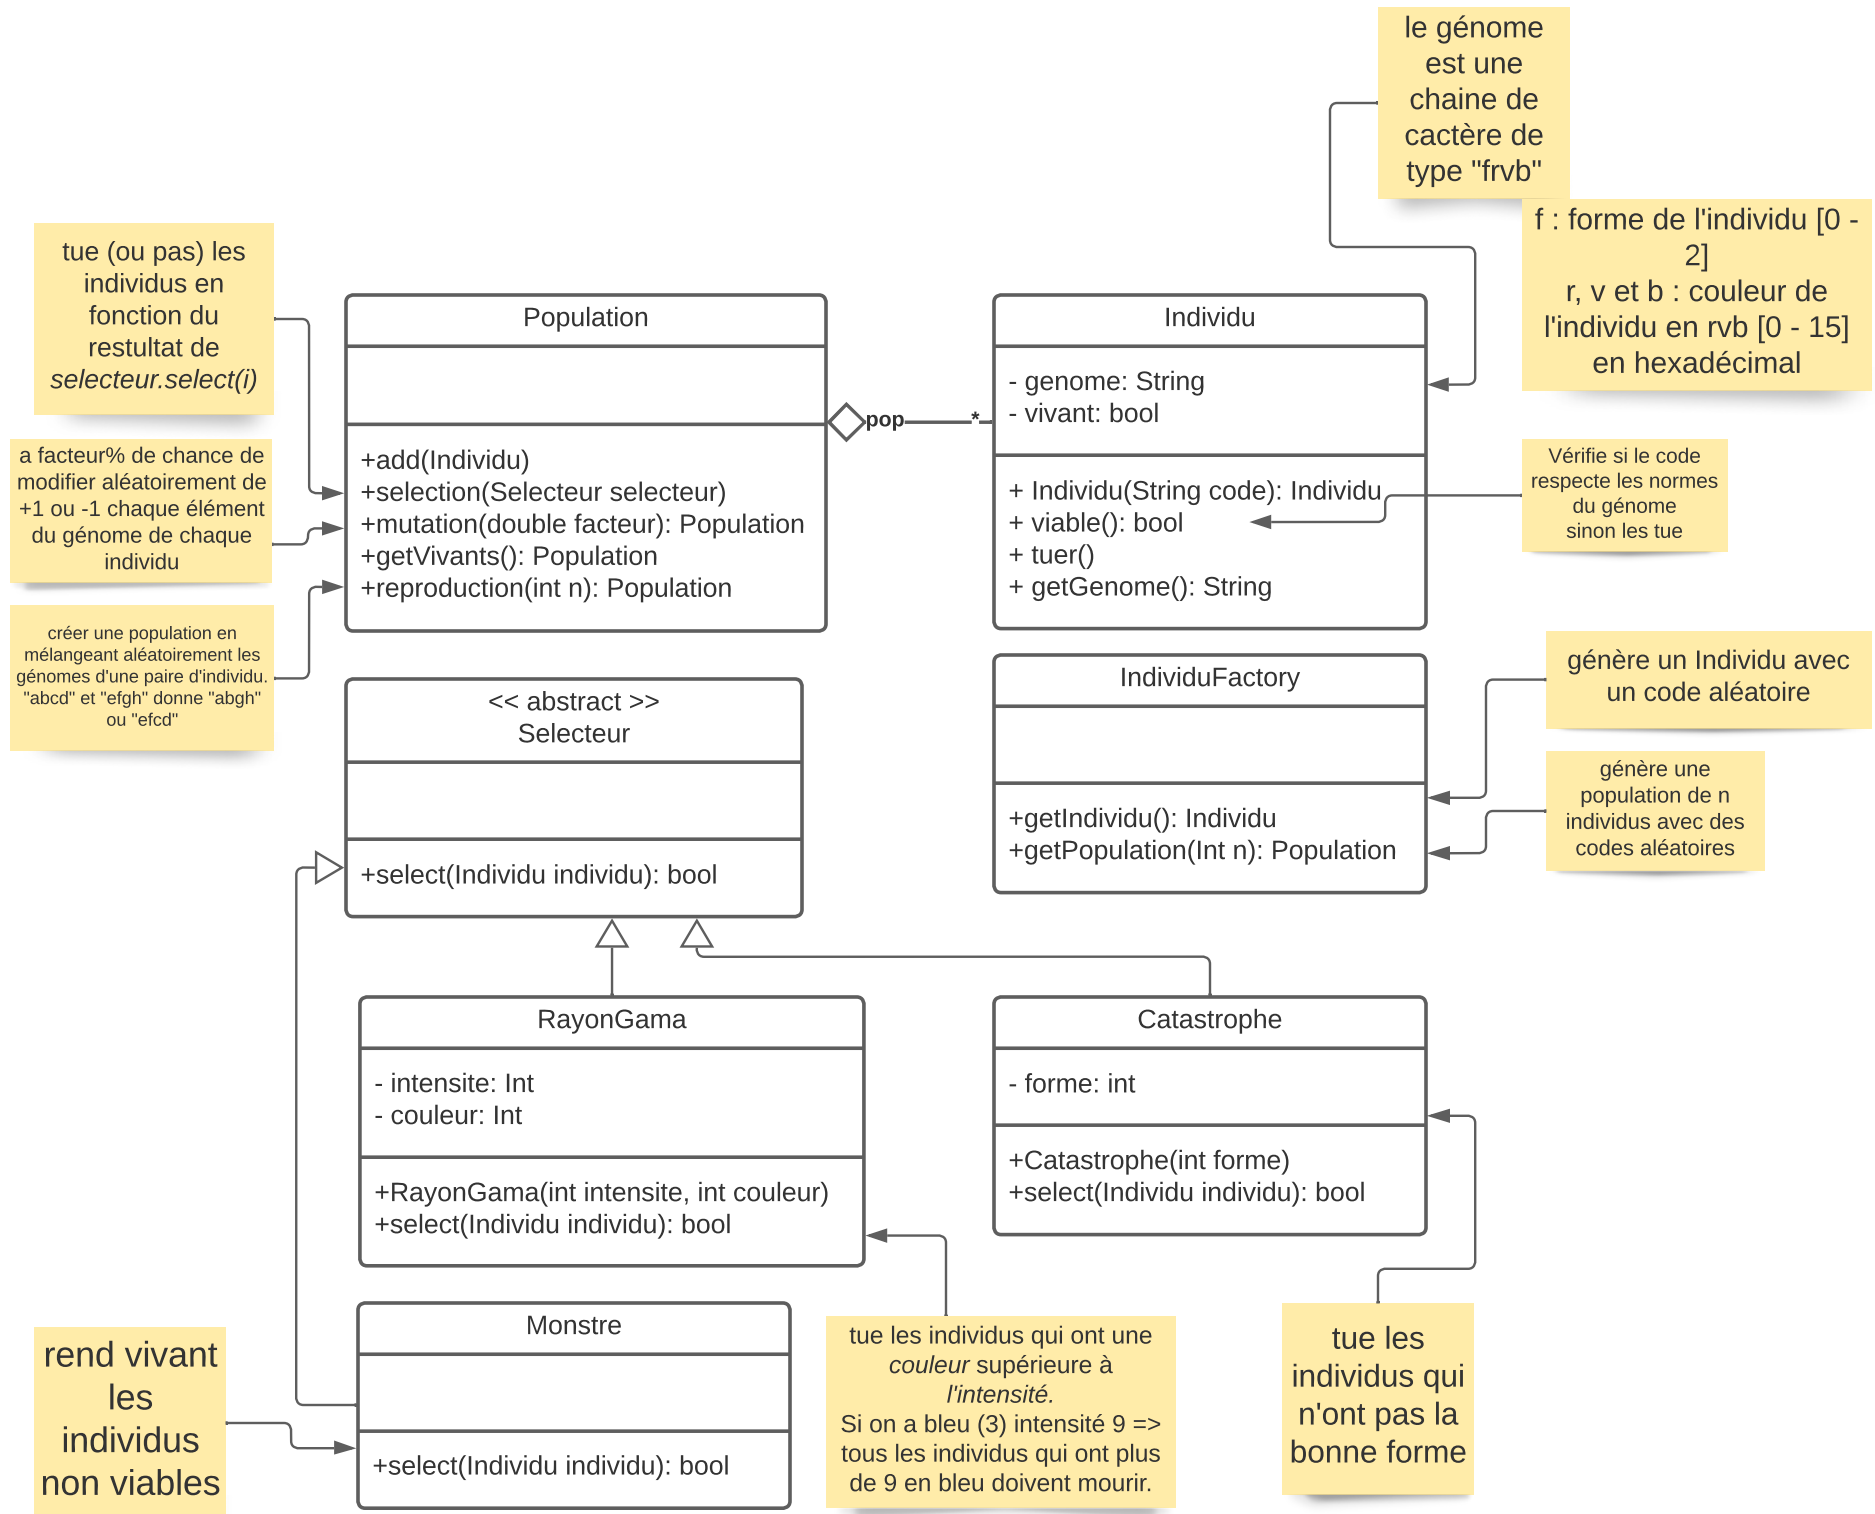 le génome
est une
chaine de
cactère de
type "frvb"
f : forme de l'individu [0 -
2]
r, v et b : couleur de
l'individu en rvb [0 - 15]
en hexadécimal
tue (ou pas) les
individus en
fonction du
restultat de
selecteur.select(i)
a facteur% de chance de
modifier aléatoirement de
+1 ou -1 chaque élément
du génome de chaque
individu
créer une population en
mélangeant aléatoirement les
génomes d'une paire d'individu.
"abcd" et "efgh" donne "abgh"
ou "efcd"
Population
+add(Individu)
+selection(Selecteur selecteur)
+mutation(double facteur): Population
+getVivants(): Population
+reproduction(int n): Population
pop
*
Individu
- genome: String
- vivant: bool
+ Individu(String code): Individu
+ viable(): bool
+ tuer()
+ getGenome(): String
Vérifie si le code
respecte les normes
du génome
sinon les tue
<< abstract >>
Selecteur
+select(Individu individu): bool
IndividuFactory
+getIndividu(): Individu
+getPopulation(Int n): Population
génère un Individu avec
un code aléatoire
génère une
population de n
individus avec des
codes aléatoires
RayonGama
- intensite: Int
- couleur: Int
+RayonGama(int intensite, int couleur)
+select(Individu individu): bool
Catastrophe
- forme: int
+Catastrophe(int forme)
+select(Individu individu): bool
Monstre
+select(Individu individu): bool
rend vivant
les
individus
non viables
tue les individus qui ont une
couleur supérieure à
l'intensité.
Si on a bleu (3) intensité 9 =>
tous les individus qui ont plus
de 9 en bleu doivent mourir.
tue les
individus qui
n'ont pas la
bonne forme